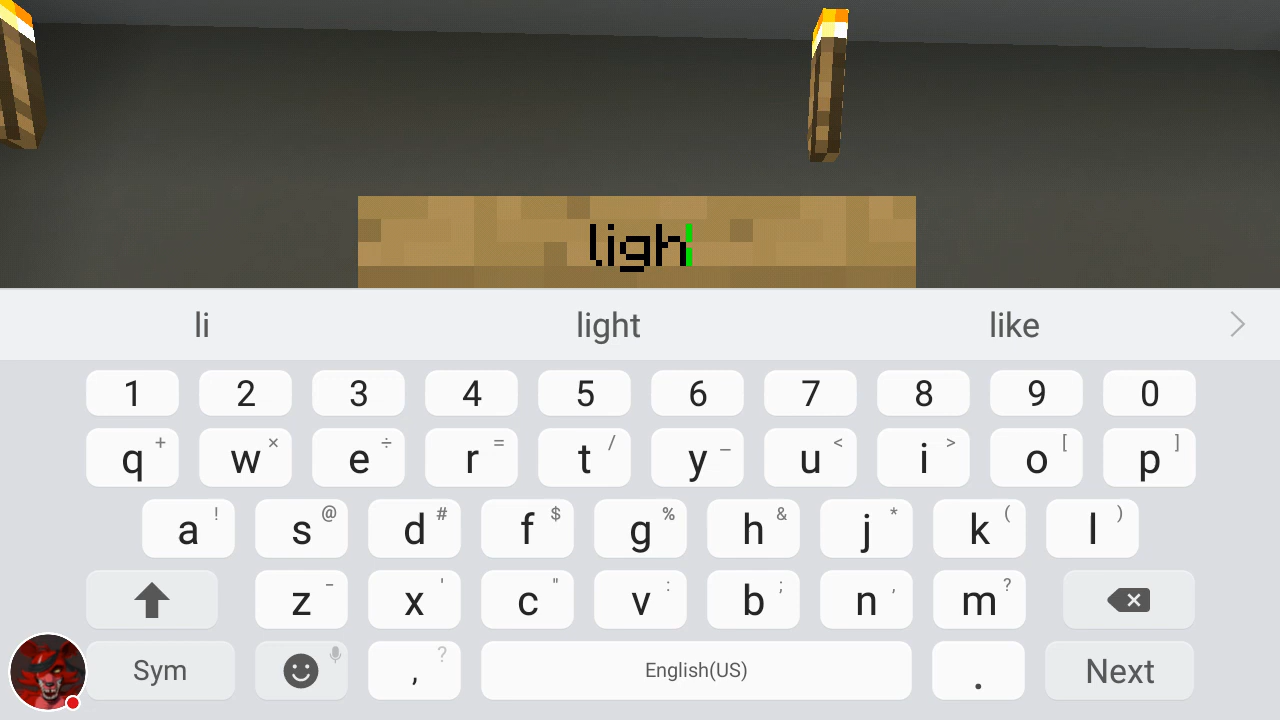 ligh
li light like
1 2 3 4 5 6 7 8 9 0
q + w × e ÷ r = t / y _ u < i > o [ p ]
a ! s @ d # f $ g % h & j * k ( l )
z - x ' c " v : b ; n , m ?
Sym , ? English(US) . Next